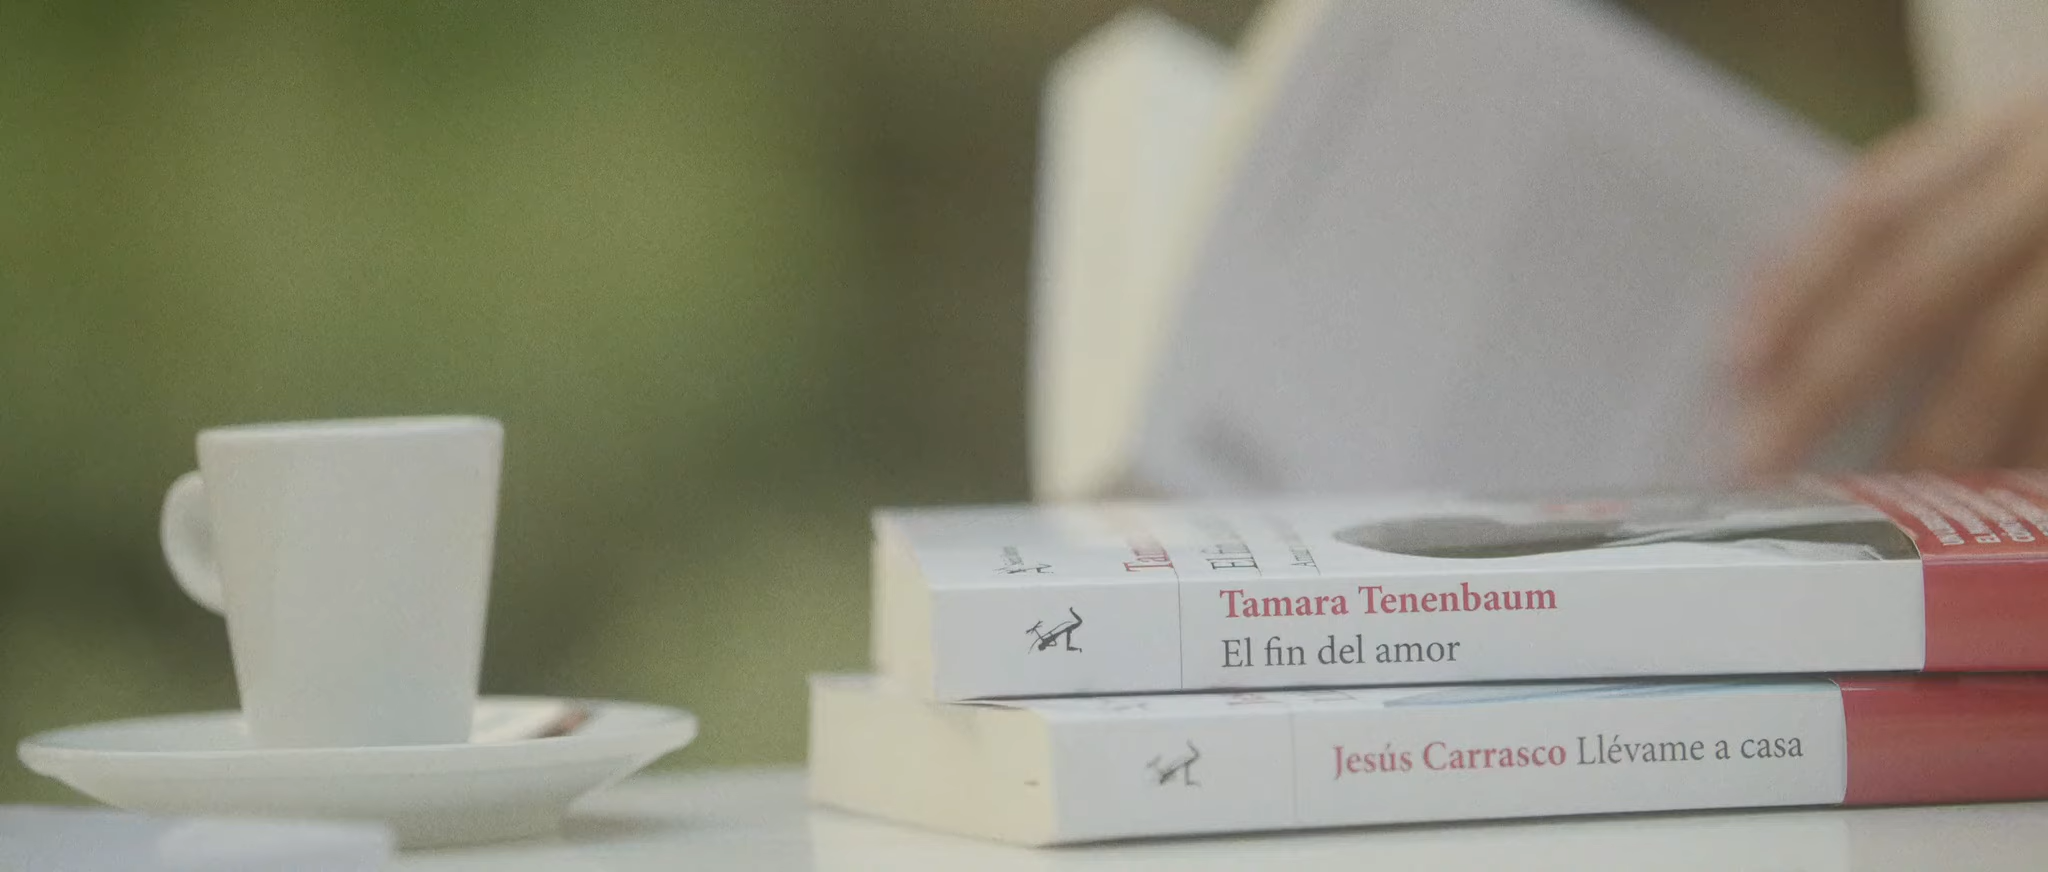 Tamara Tenenbaum
El fin del amor
Jesús Carrasco Llévame a casa